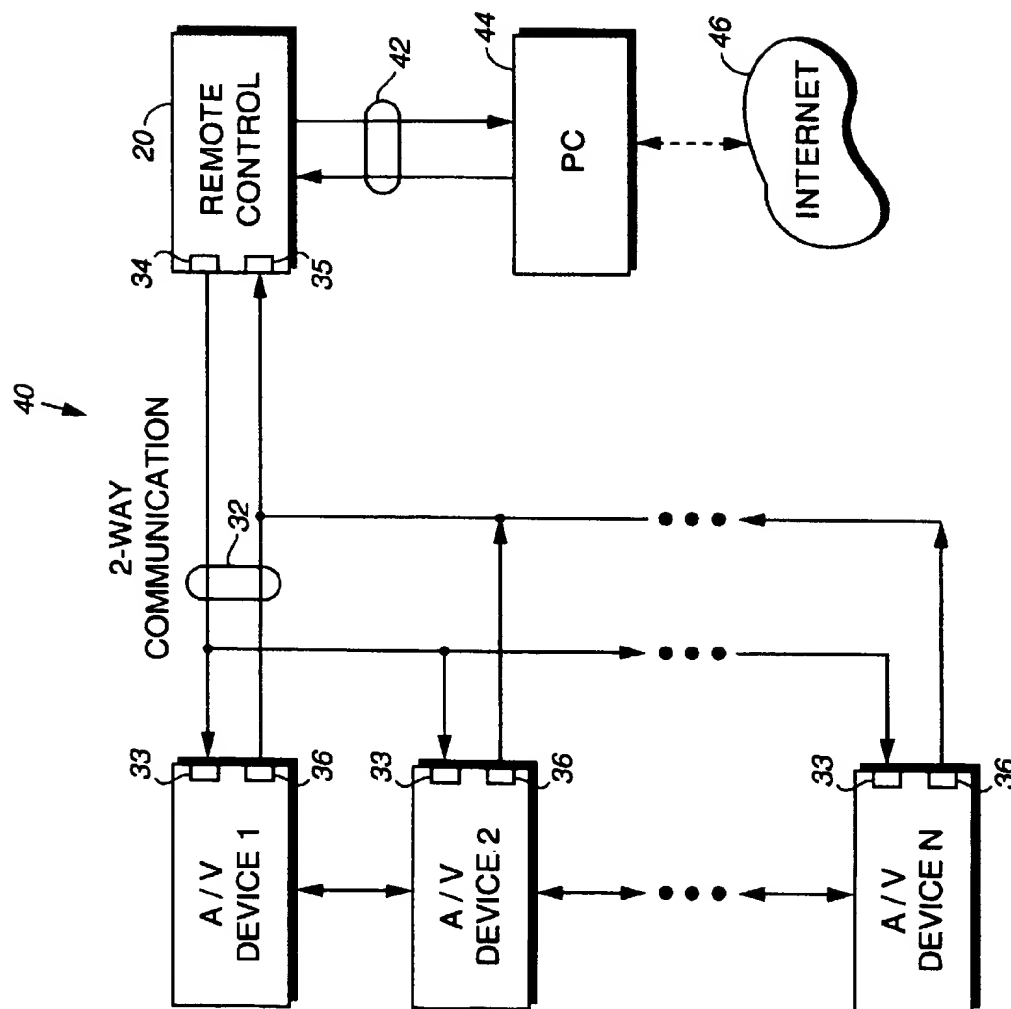 40
2-WAY
COMMUNICATION
32
20
REMOTE
CONTROL
34
35
42
44
PC
46
INTERNET
33
A / V
DEVICE 1
36
33
A / V
DEVICE 2
36
33
A / V
DEVICE N
36